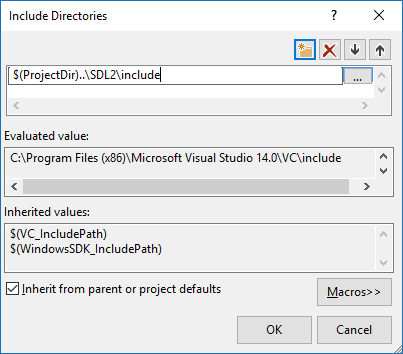 Include Directories
$(ProjectDir)..\SDL2\include
...
Evaluated value:
C:\Program Files (x86)\Microsoft Visual Studio 14.0\VC\include
Inherited values:
$(VC_IncludePath)
$(WindowsSDK_IncludePath)
Inherit from parent or project defaults
Macros>>
OK Cancel